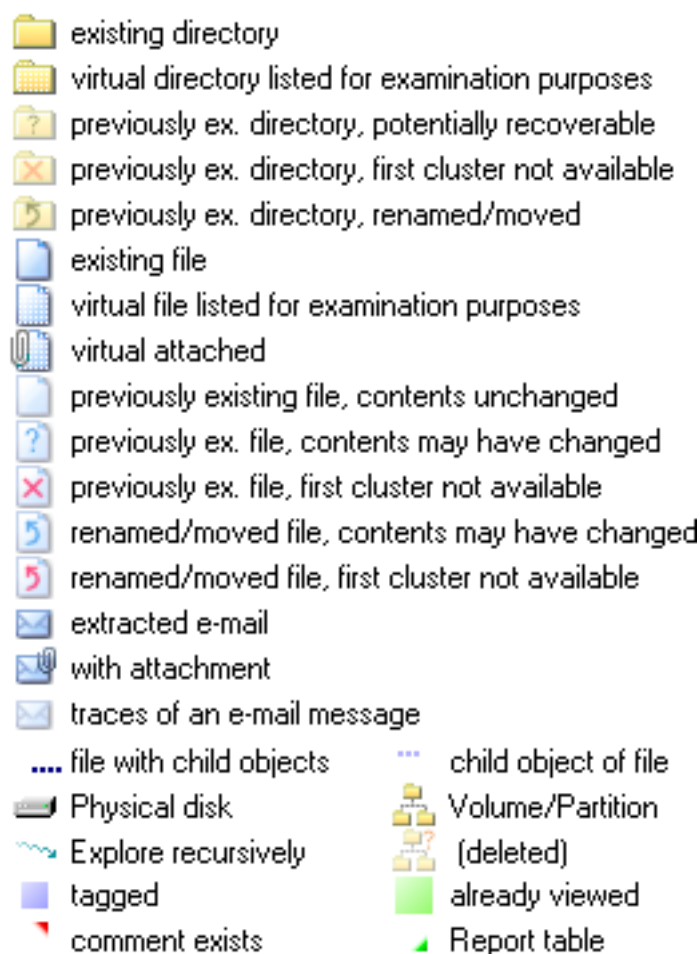 existing directory
virtual directory listed for examination purposes
previously ex. directory, potentially recoverable
previously ex. directory, first cluster not available
previously ex. directory, renamed/moved
existing file
virtual file listed for examination purposes
virtual attached
previously existing file, contents unchanged
previously ex. file, contents may have changed
previously ex. file, first cluster not available
renamed/moved file, contents may have changed
renamed/moved file, first cluster not available
extracted e-mail
with attachment
traces of an e-mail message
file with child objects child object of file
Physical disk Volume/Partition
Explore recursively (deleted)
tagged already viewed
comment exists Report table